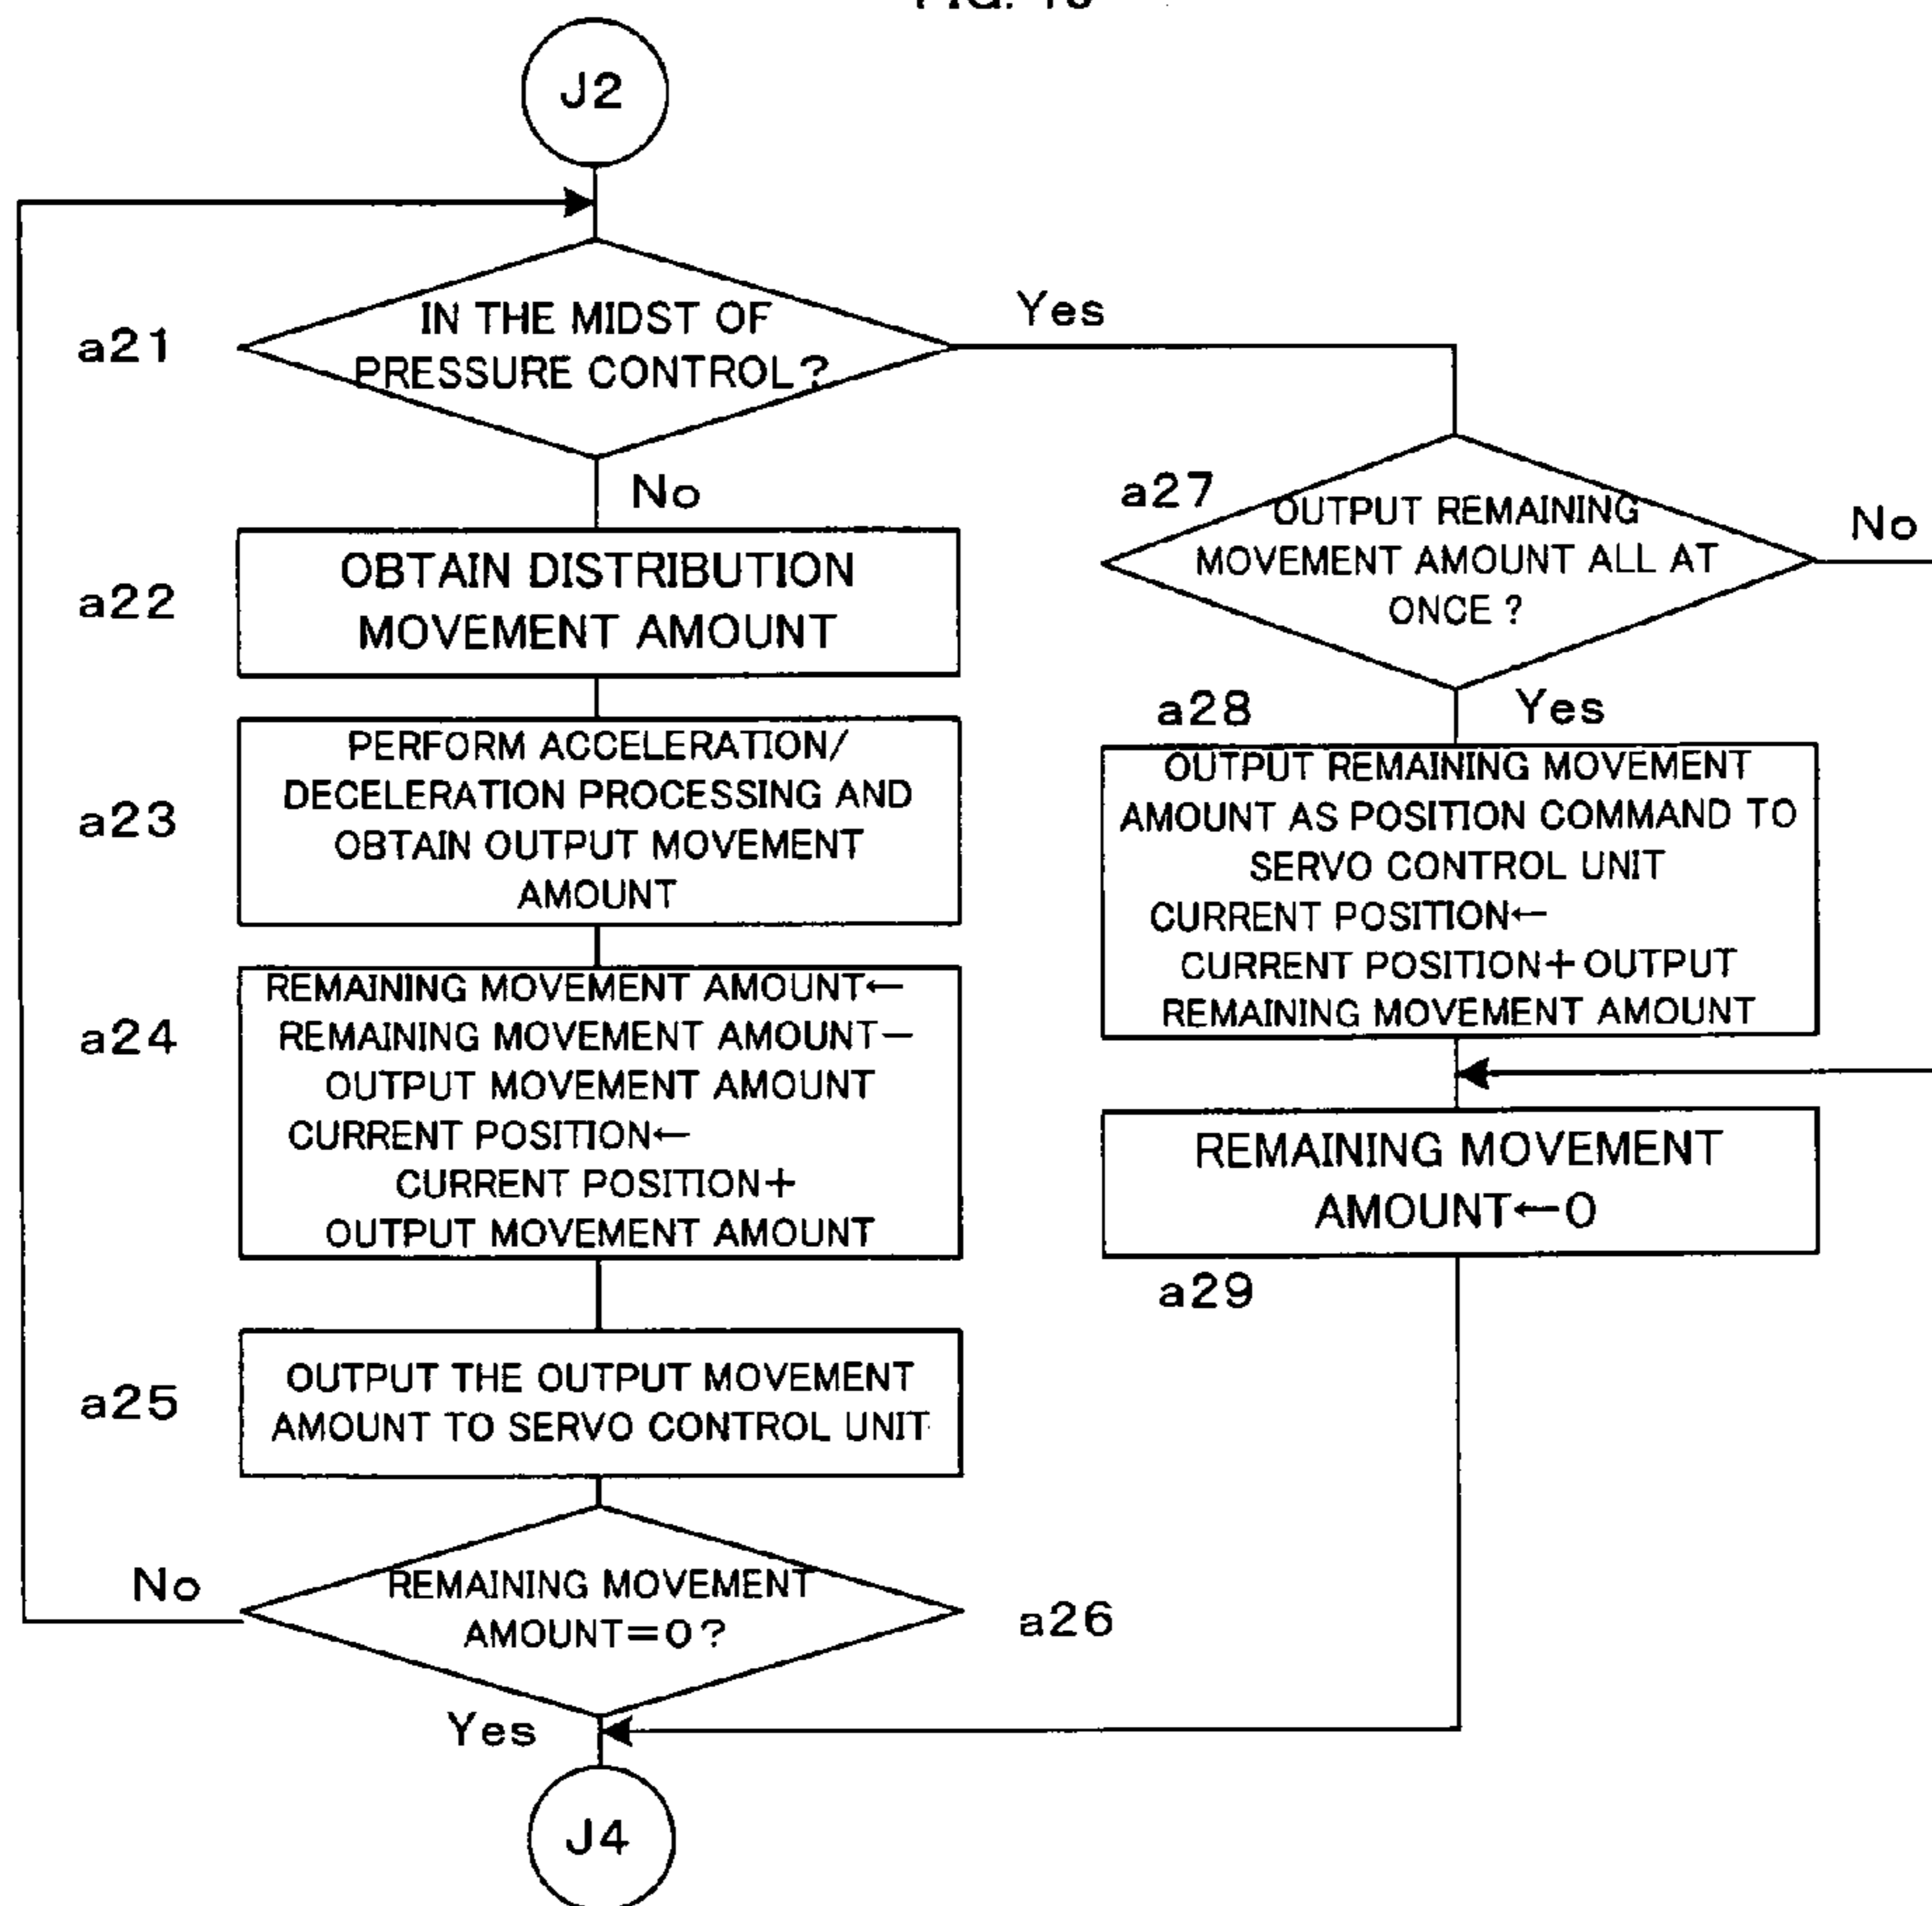 J2
a21
IN THE MIDST OF
PRESSURE CONTROL?
Yes
No
a22
OBTAIN DISTRIBUTION
MOVEMENT AMOUNT
a23
PERFORM ACCELERATION/
DECELERATION PROCESSING AND
OBTAIN OUTPUT MOVEMENT
AMOUNT
a24
REMAINING MOVEMENT AMOUNT←
REMAINING MOVEMENT AMOUNT−
OUTPUT MOVEMENT AMOUNT
CURRENT POSITION←
CURRENT POSITION+
OUTPUT MOVEMENT AMOUNT
a25
OUTPUT THE OUTPUT MOVEMENT
AMOUNT TO SERVO CONTROL UNIT
No
REMAINING MOVEMENT
AMOUNT=0?
a26
Yes
J4
a27
OUTPUT REMAINING
MOVEMENT AMOUNT ALL AT
ONCE?
No
a28
Yes
OUTPUT REMAINING MOVEMENT
AMOUNT AS POSITION COMMAND TO
SERVO CONTROL UNIT
CURRENT POSITION←
CURRENT POSITION+OUTPUT
REMAINING MOVEMENT AMOUNT
REMAINING MOVEMENT
AMOUNT←0
a29